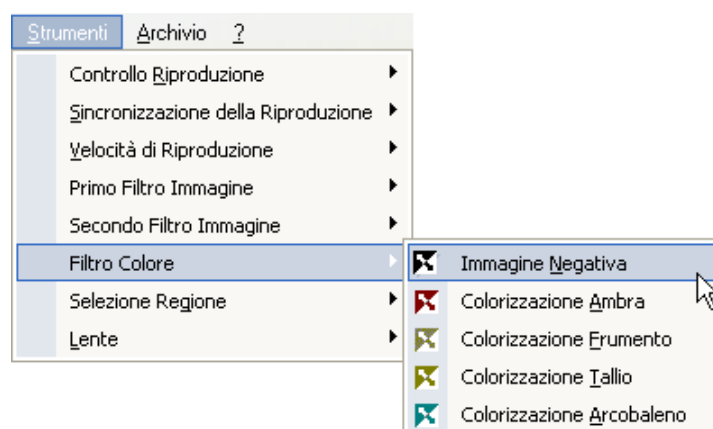 Strumenti Archivio ?
Controllo Riproduzione
Sincronizzazione della Riproduzione
Velocità di Riproduzione
Primo Filtro Immagine
Secondo Filtro Immagine
Filtro Colore
Immagine Negativa
Selezione Regione
Colorizzazione Ambra
Lente
Colorizzazione Frumento
Colorizzazione Tallio
Colorizzazione Arcobaleno